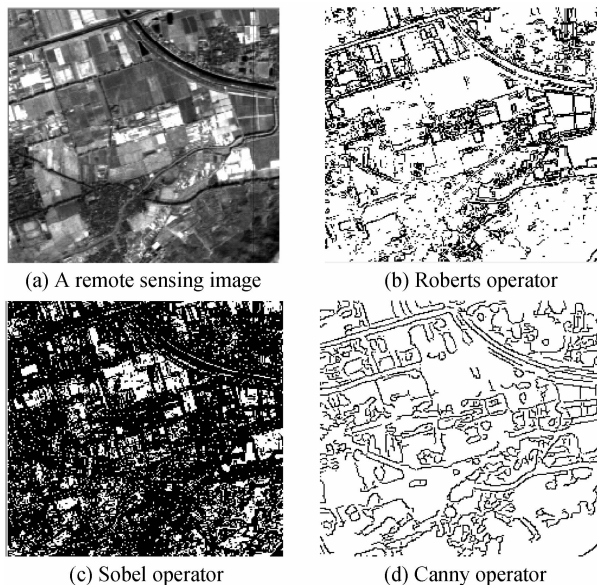 (a) A remote sensing image
(b) Roberts operator
(c) Sobel operator
(d) Canny operator